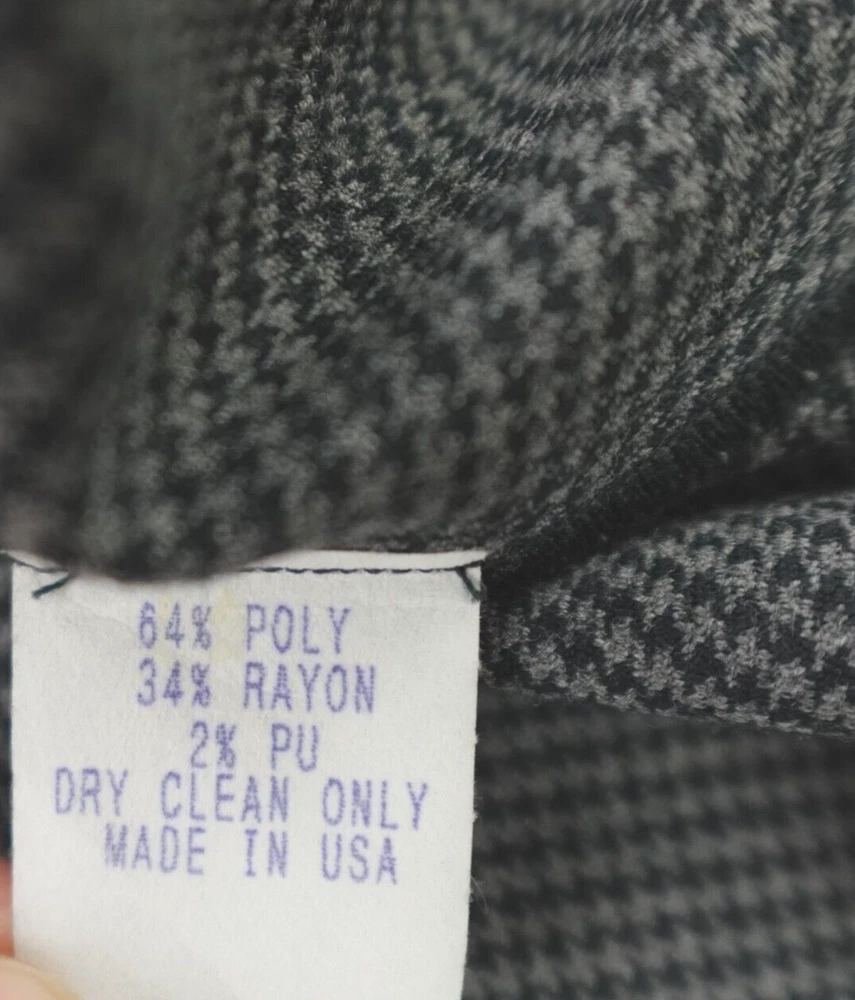 64% POLY
34% RAYON
2% PU
DRY CLEAN ONLY
MADE IN USA